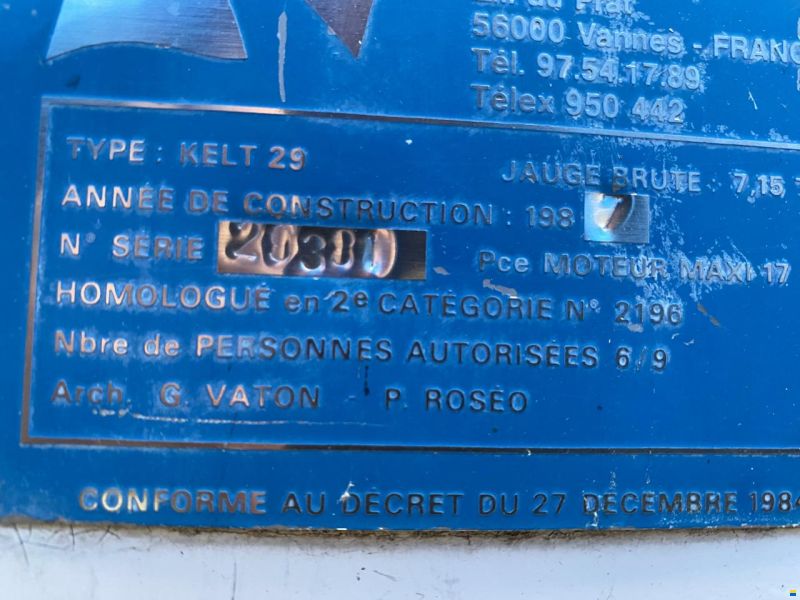 56000 Vannes - FRANC
Tél. 97.54.17.89
Télex 950 442
TYPE : KELT 29
JAUGE BRUTE : 7,15
ANNÉE DE CONSTRUCTION : 1987
N° SÉRIE
Pce MOTEUR MAXI 17
HOMOLOGUÉ en 2e CATÉGORIE N° 2196
Nbre de PERSONNES AUTORISÉES 6/9
Arch. G. VATON - P. ROSÉO
CONFORME AU DÉCRET DU 27 DÉCEMBRE 1984